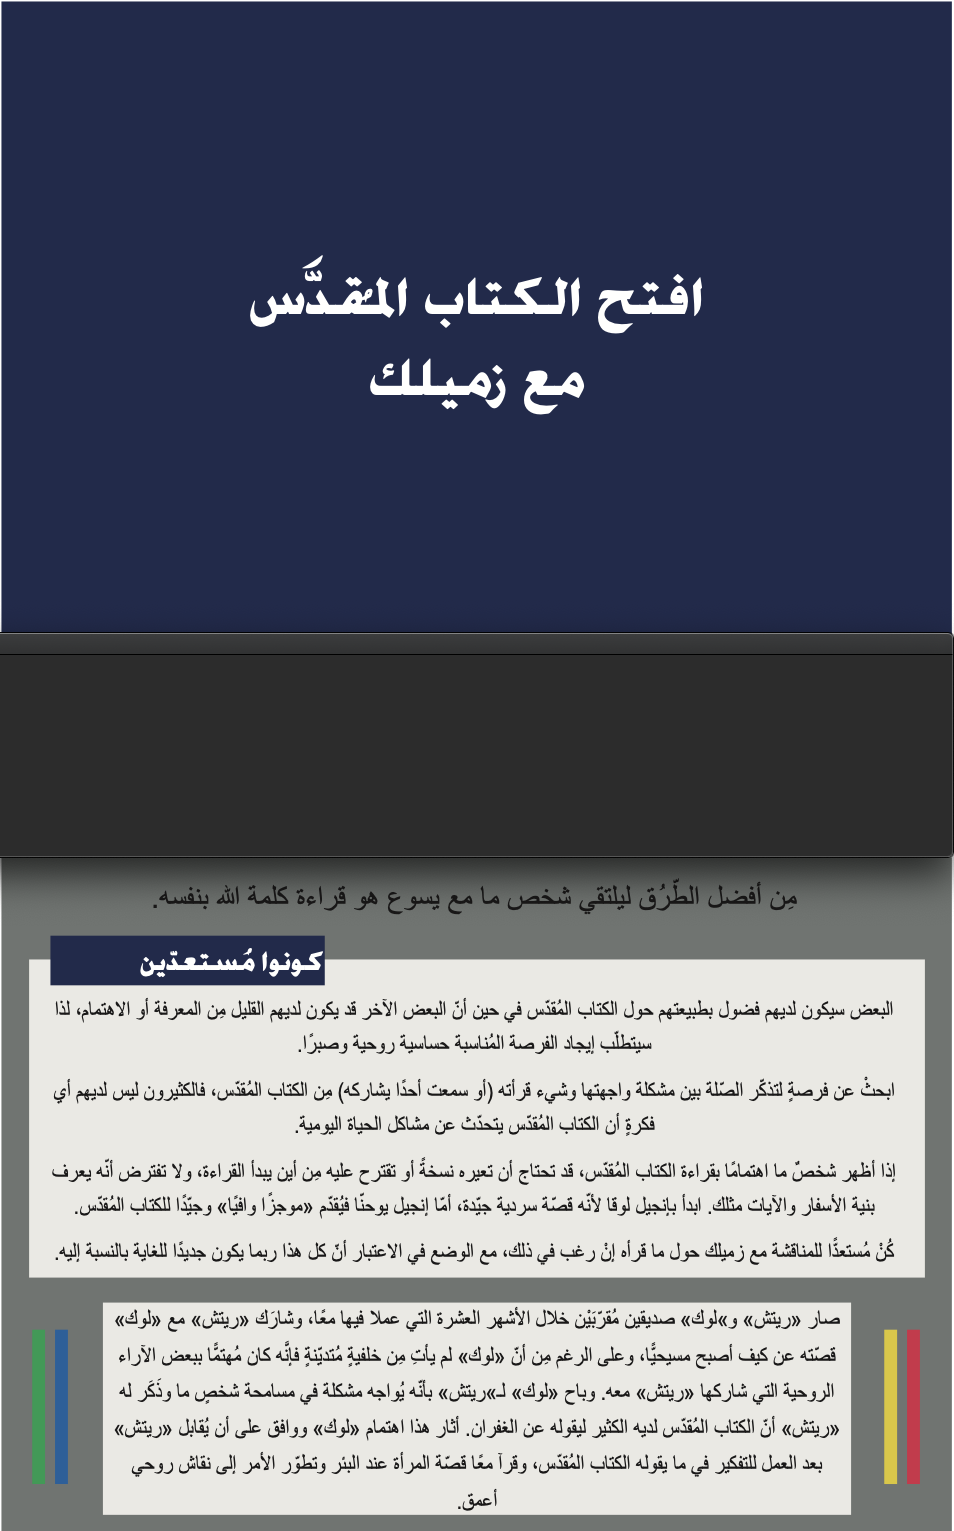 افتح الكتاب المُقدَّس
مع زميلك
مِن أفضل الطّرُق ليلتقي شخص ما مع يسوع هو قراءة كلمة الله بنفسه.
كونوا مُستعدّين
البعض سيكون لديهم فضول بطبيعتهم حول الكتاب المُقدّس في حين أنّ البعض الآخر قد يكون لديهم القليل مِن المعرفة أو الاهتمام، لذا
سيتطلّب إيجاد الفرصة المُناسبة حساسية روحية وصبرًا.
ابحثْ عن فرصةٍ لتذكّر الصّلة بين مشكلة واجهتها وشيء قرأته (أو سمعت أحدًا يشاركه) مِن الكتاب المُقدّس، فالكثيرون ليس لديهم أي
فكرةٍ أن الكتاب المُقدّس يتحدّث عن مشاكل الحياة اليومية.
إذا أظهر شخصٌ ما اهتمامًا بقراءة الكتاب المُقدّس، قد تحتاج أن تعيره نسخةً أو تقترح عليه مِن أين يبدأ القراءة، ولا تفترض أنّه يعرف
بنية الأسفار والآيات مثلك. ابدأ بإنجيل لوقا لأنّه قصّة سردية جيّدة، أمّا إنجيل يوحنّا فيُقدّم «موجزًا وافيًا» وجيّدًا للكتاب المُقدّس.
كُنْ مُستعدًّا للمناقشة مع زميلك حول ما قرأه إنْ رغب في ذلك، مع الوضع في الاعتبار أنّ كل هذا ربما يكون جديدًا للغاية بالنسبة إليه.
صار «ريتش» و»لوك» صديقين مُقرّبَيْن خلال الأشهر العشرة التي عملا فيها معًا، وشارَك «ريتش» مع «لوك»
قصّته عن كيف أصبح مسيحيًّا، وعلى الرغم مِن أنّ «لوك» لم يأتِ مِن خلفيةٍ مُتديّنةٍ فإنَّه كان مُهتمًّا ببعض الآراء
الروحية التي شاركها «ريتش» معه. وباح «لوك» لـ»ريتش» بأنّه يُواجه مشكلة في مسامحة شخصٍ ما وذَكَر له
«ريتش» أنّ الكتاب المُقدّس لديه الكثير ليقوله عن الغفران. أثار هذا اهتمام «لوك» ووافق على أن يُقابل «ريتش»
بعد العمل للتفكير في ما يقوله الكتاب المُقدّس، وقرآ معًا قصّة المرأة عند البئر وتطوّر الأمر إلى نقاش روحي
أعمق.